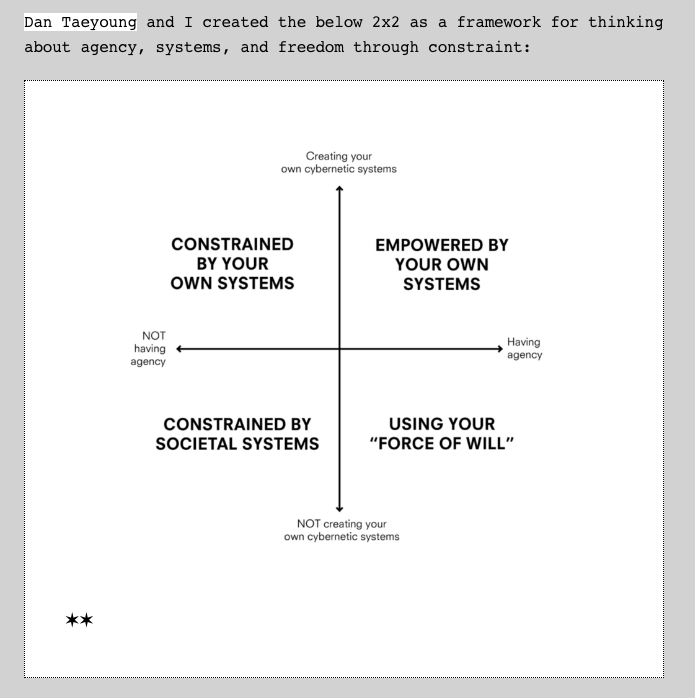 Dan Taeyoung and I created the below 2x2 as a framework for thinking
about agency, systems, and freedom through constraint:
Creating your
own cybernetic systems
CONSTRAINED
BY YOUR
OWN SYSTEMS
EMPOWERED BY
YOUR OWN
SYSTEMS
NOT
having
agency
Having
agency
CONSTRAINED BY
SOCIETAL SYSTEMS
USING YOUR
“FORCE OF WILL”
NOT creating your
own cybernetic systems
✶✶